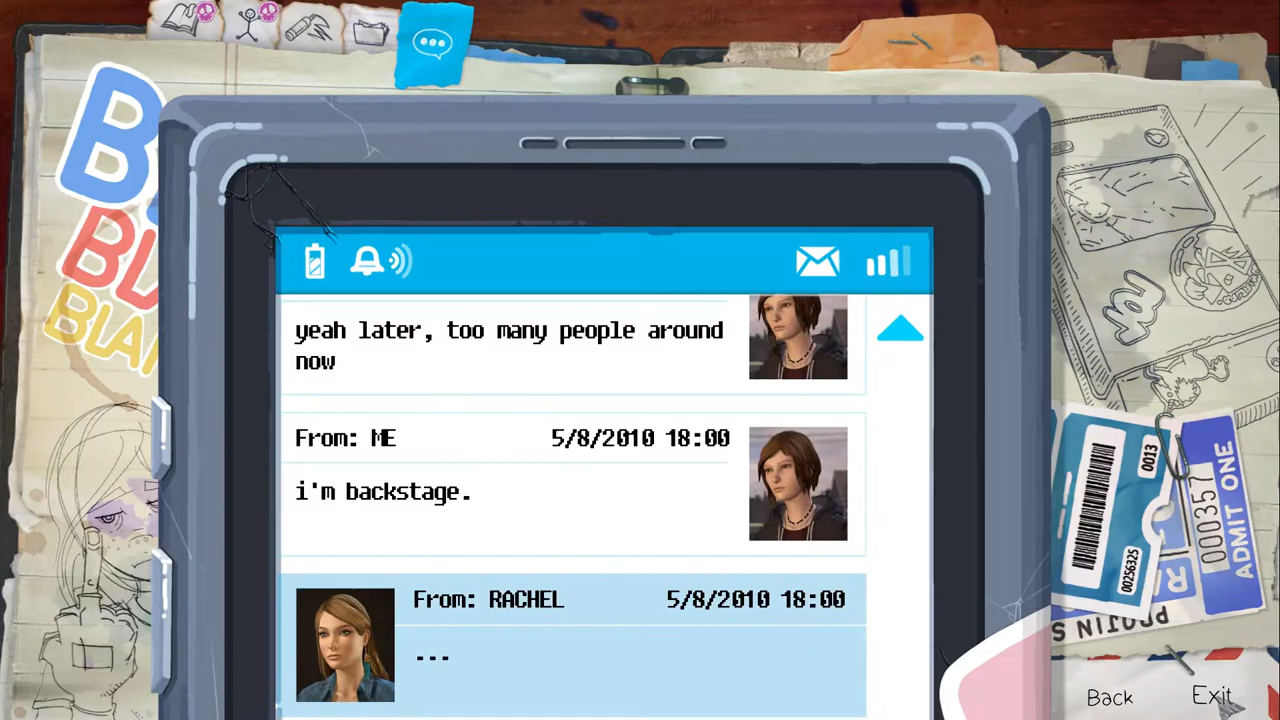 yeah later, too many people around
now
From: ME 5/8/2010 18:00
i'm backstage.
From: RACHEL 5/8/2010 18:00
---
0013
00256325
000357
ADMIT ONE
Back
Exit